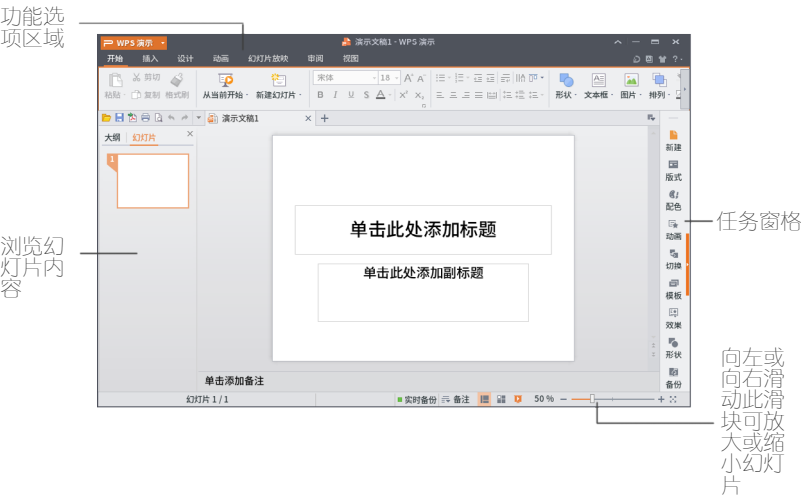 功能选
项区域
WPS 演示
演示文稿1 - WPS 演示
开始 插入 设计 动画 幻灯片放映 审阅 视图
粘贴 剪切 复制 格式刷 从当前开始 新建幻灯片 宋体 18 A⁺ A⁻
B I U S A X² X₂ 形状 文本框 图片 排列
演示文稿1
大纲 幻灯片
1
单击此处添加标题
单击此处添加副标题
新建
版式
配色
动画
切换
模板
效果
形状
备份
任务窗格
浏览幻
灯片内
容
单击添加备注
幻灯片 1 / 1 实时备份 备注 50 %
向左或
向右滑
动此滑
块可放
大或缩
小幻灯
片